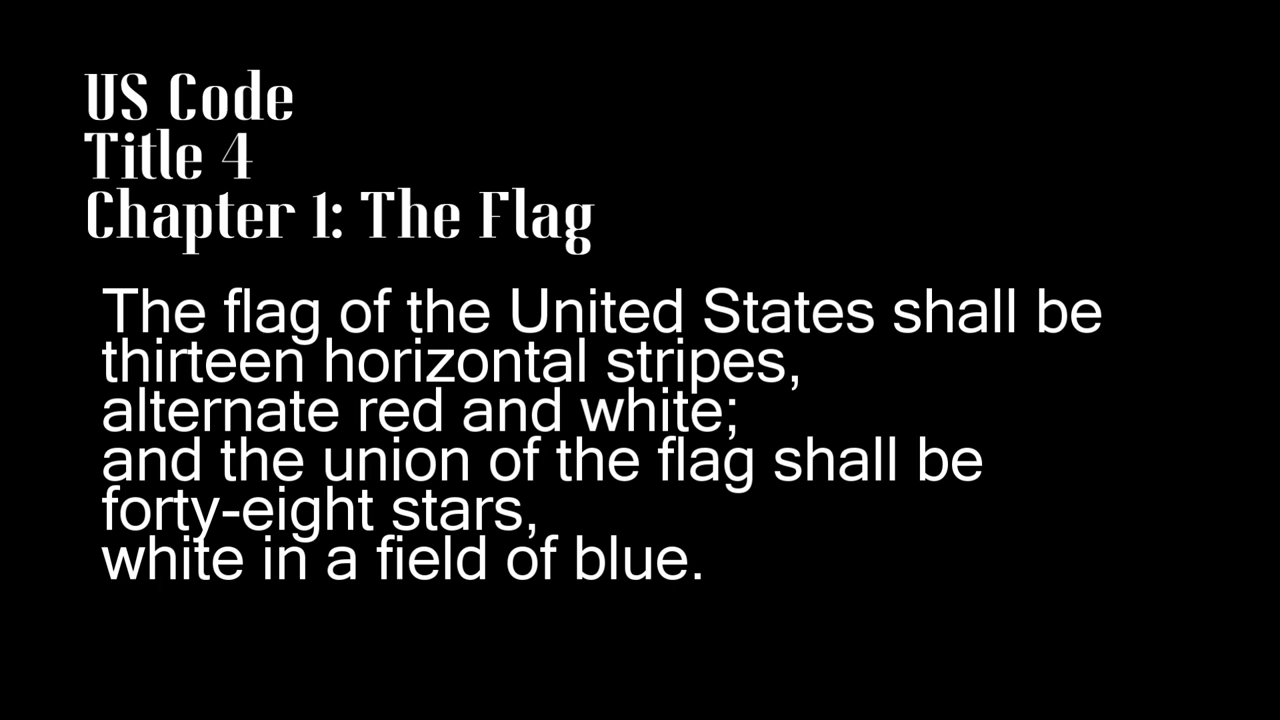 US Code
Title 4
Chapter 1: The Flag
The flag of the United States shall be
thirteen horizontal stripes,
alternate red and white;
and the union of the flag shall be
forty-eight stars,
white in a field of blue.